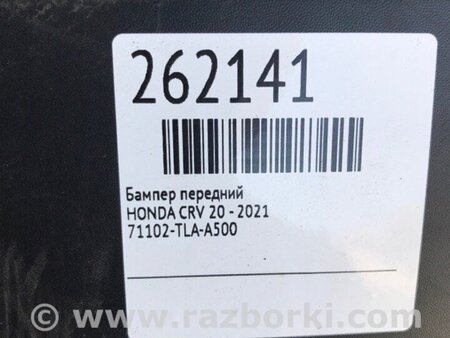 262141
Бампер передний
HONDA CRV 20 - 2021
71102-TLA-A500
© www.razborki.com